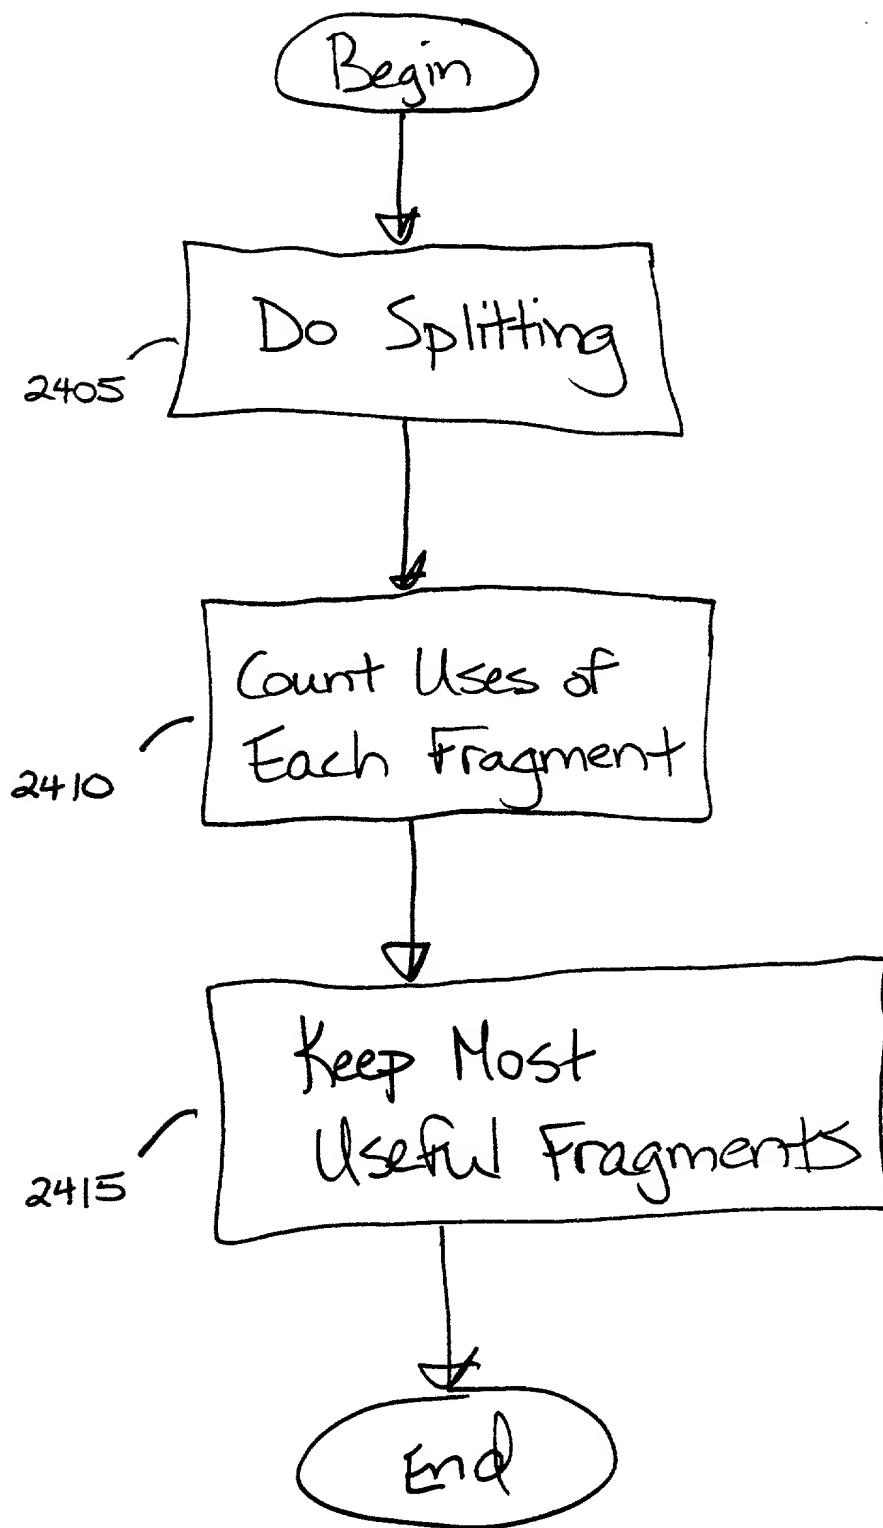 Begin
Do Splitting
2405
Count Uses of
Each Fragment
2410
Keep Most
Useful Fragments
2415
End